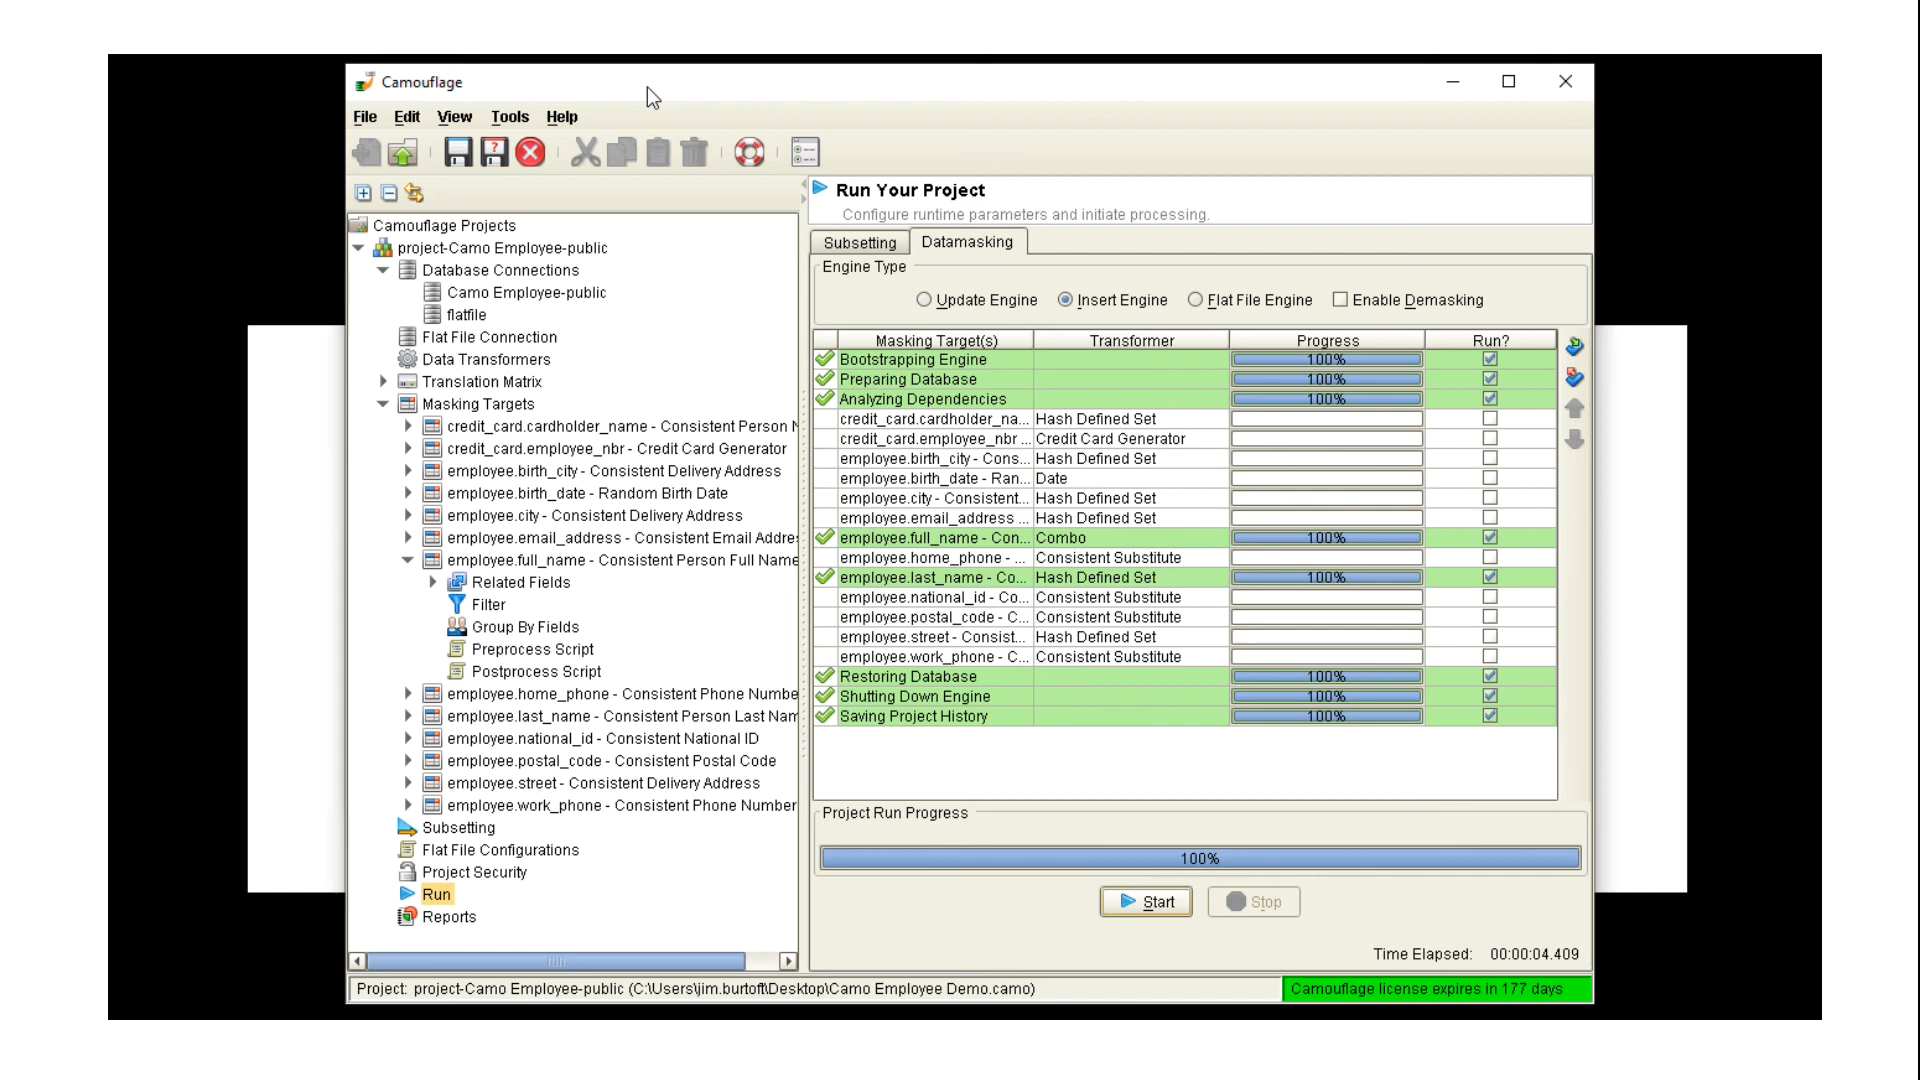 Camouflage
File Edit View Tools Help
Camouflage Projects
project-Camo Employee-public
Database Connections
Camo Employee-public
flatfile
Flat File Connection
Data Transformers
Translation Matrix
Masking Targets
credit_card.cardholder_name - Consistent Person N
credit_card.employee_nbr - Credit Card Generator
employee.birth_city - Consistent Delivery Address
employee.birth_date - Random Birth Date
employee.city - Consistent Delivery Address
employee.email_address - Consistent Email Addre
employee.full_name - Consistent Person Full Name
Related Fields
Filter
Group By Fields
Preprocess Script
Postprocess Script
employee.home_phone - Consistent Phone Numbe
employee.last_name - Consistent Person Last Nam
employee.national_id - Consistent National ID
employee.postal_code - Consistent Postal Code
employee.street - Consistent Delivery Address
employee.work_phone - Consistent Phone Number
Subsetting
Flat File Configurations
Project Security
Run
Reports
Run Your Project
Configure runtime parameters and initiate processing.
Subsetting Datamasking
Engine Type
Update Engine Insert Engine Flat File Engine Enable Demasking
Masking Target(s) Transformer Progress Run?
Bootstrapping Engine 100%
Preparing Database 100%
Analyzing Dependencies 100%
credit_card.cardholder_na... Hash Defined Set
credit_card.employee_nbr ... Credit Card Generator
employee.birth_city - Cons... Hash Defined Set
employee.birth_date - Ran... Date
employee.city - Consistent... Hash Defined Set
employee.email_address ... Hash Defined Set
employee.full_name - Con... Combo 100%
employee.home_phone - ... Consistent Substitute
employee.last_name - Co... Hash Defined Set 100%
employee.national_id - Co... Consistent Substitute
employee.postal_code - C... Consistent Substitute
employee.street - Consist... Hash Defined Set
employee.work_phone - C... Consistent Substitute
Restoring Database 100%
Shutting Down Engine 100%
Saving Project History 100%
Project Run Progress
100%
Start Stop
Time Elapsed: 00:00:04.409
Project: project-Camo Employee-public (C:\Users\jim.burtoft\Desktop\Camo Employee Demo.camo)
Camouflage license expires in 177 days